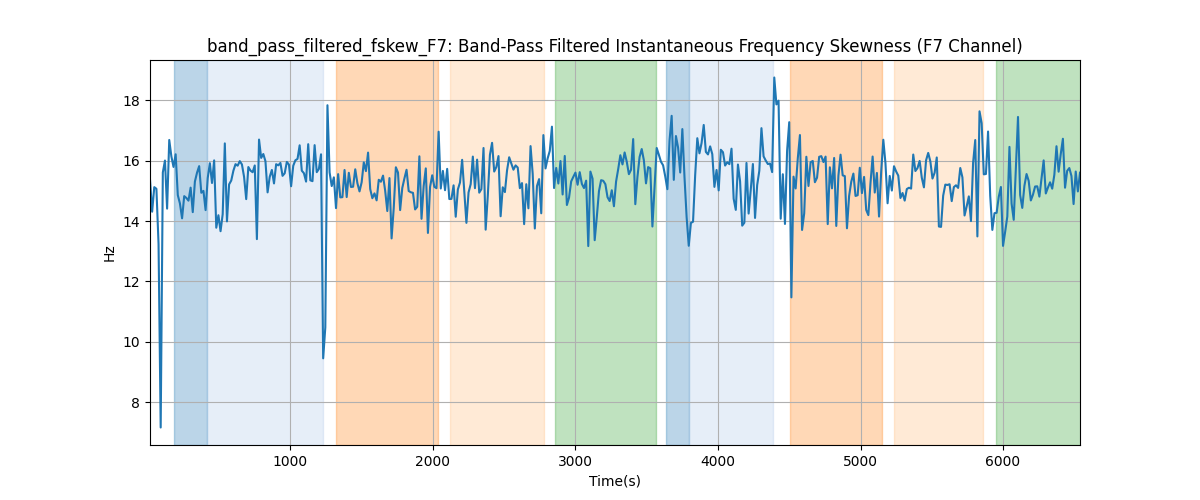 band_pass_filtered_fskew_F7: Band-Pass Filtered Instantaneous Frequency Skewness (F7 Channel)
18
16
14
12
10
8
Hz
1000 2000 3000 4000 5000 6000
Time(s)